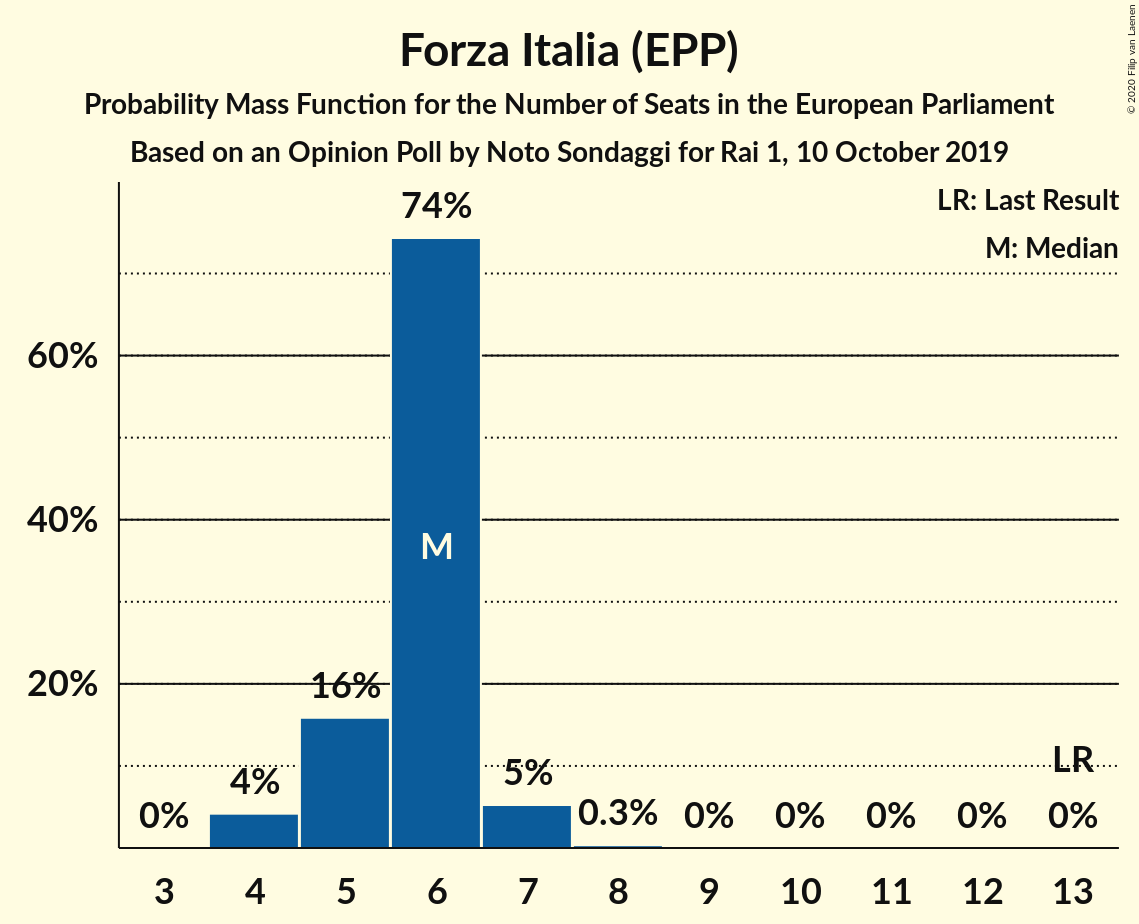 Forza Italia (EPP)
Probability Mass Function for the Number of Seats in the European Parliament
Based on an Opinion Poll by Noto Sondaggi for Rai 1, 10 October 2019
© 2020 Filip van Laenen
LR: Last Result
M: Median
74%
60%
40%
M
20%
16%
LR
4%
5%
0%
0.3%
0%
0%
0%
0%
0%
3 4 5 6 7 8 9 10 11 12 13